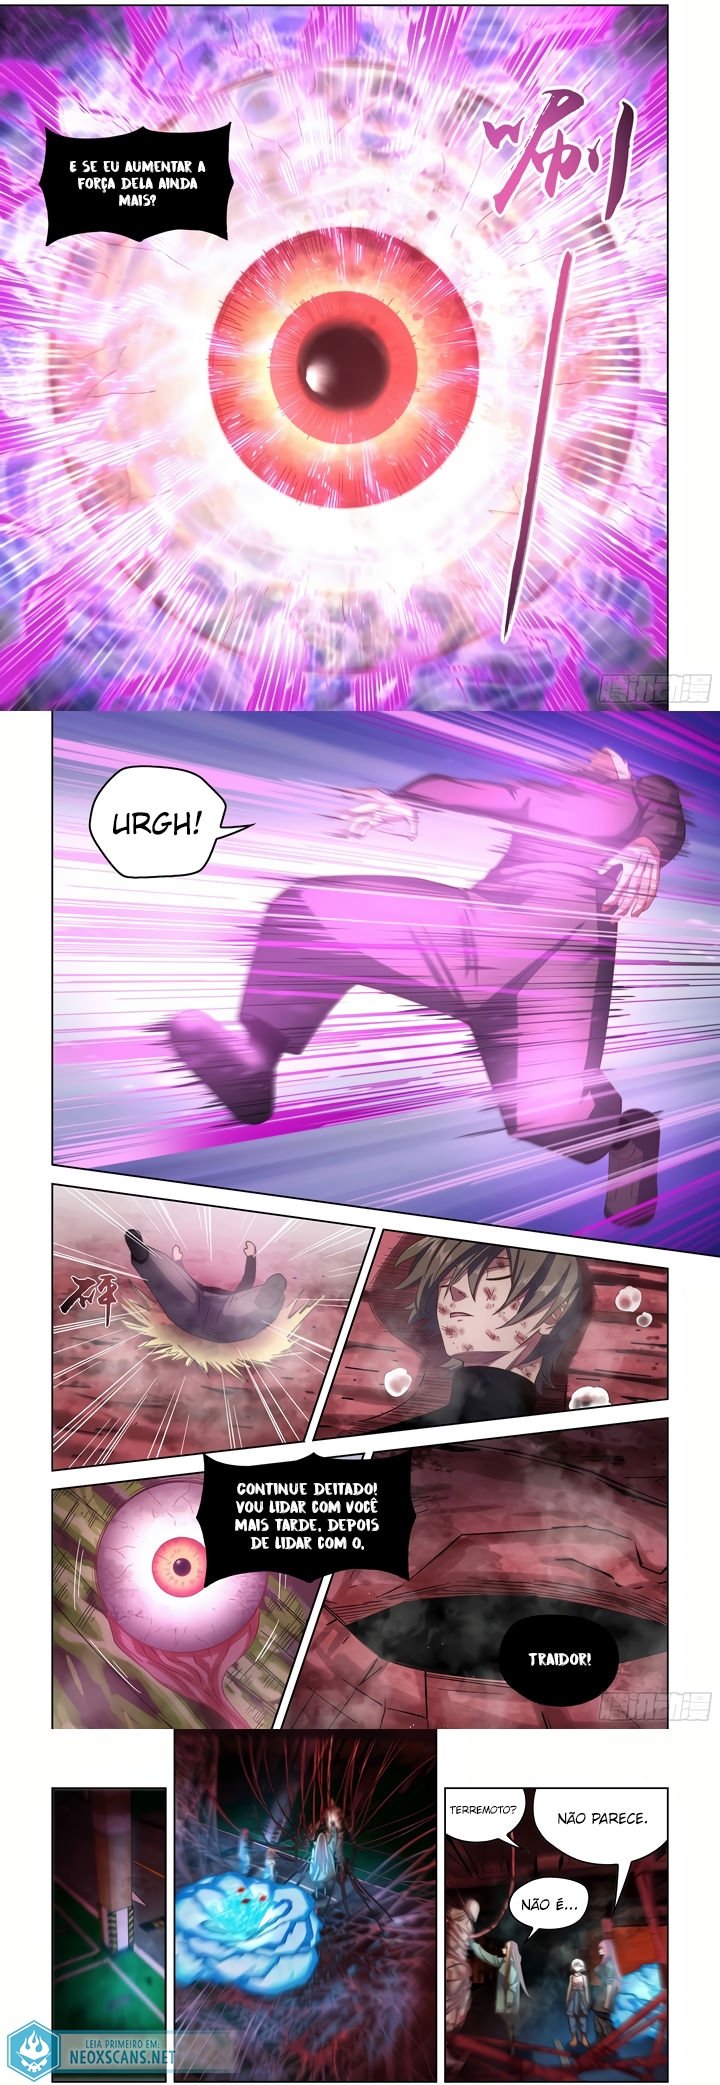 E SE EU AUMENTAR A
FORÇA DELA AINDA
MAIS?
唰
URGH!
砰
CONTINUE DEITADO!
VOU LIDAR COM VOCÊ
MAIS TARDE, DEPOIS
DE LIDAR COM O.
TRAIDOR!
TERREMOTO?
NÃO PARECE.
NÃO É...
LEIA PRIMEIRO EM:
NEOXSCANS.NET